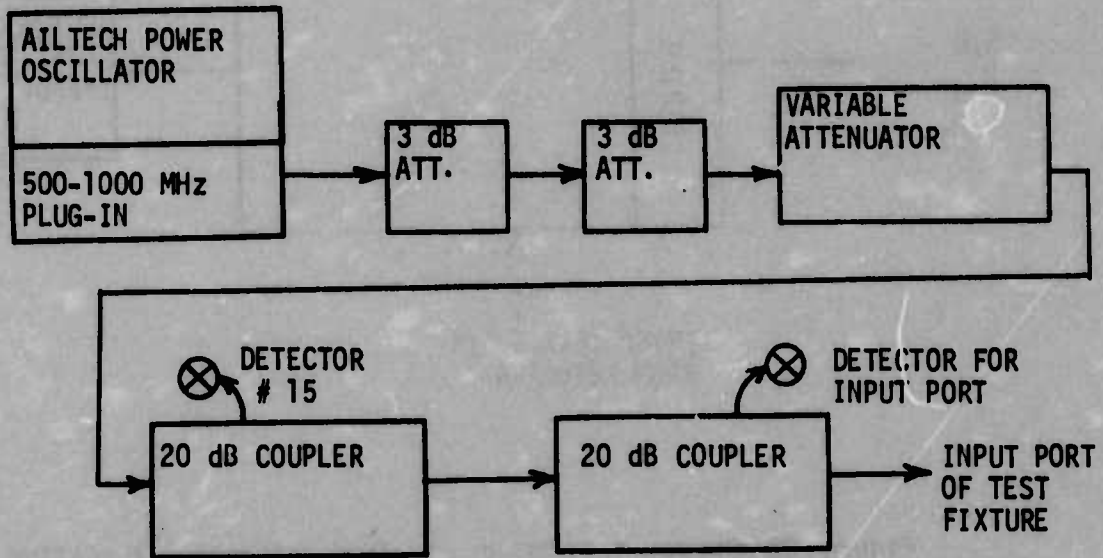 AILTECH POWER
OSCILLATOR
500-1000 MHz
PLUG-IN
3 dB
ATT.
3 dB
ATT.
VARIABLE
ATTENUATOR
DETECTOR
# 15
DETECTOR FOR
INPUT PORT
20 dB COUPLER
20 dB COUPLER
INPUT PORT
OF TEST
FIXTURE